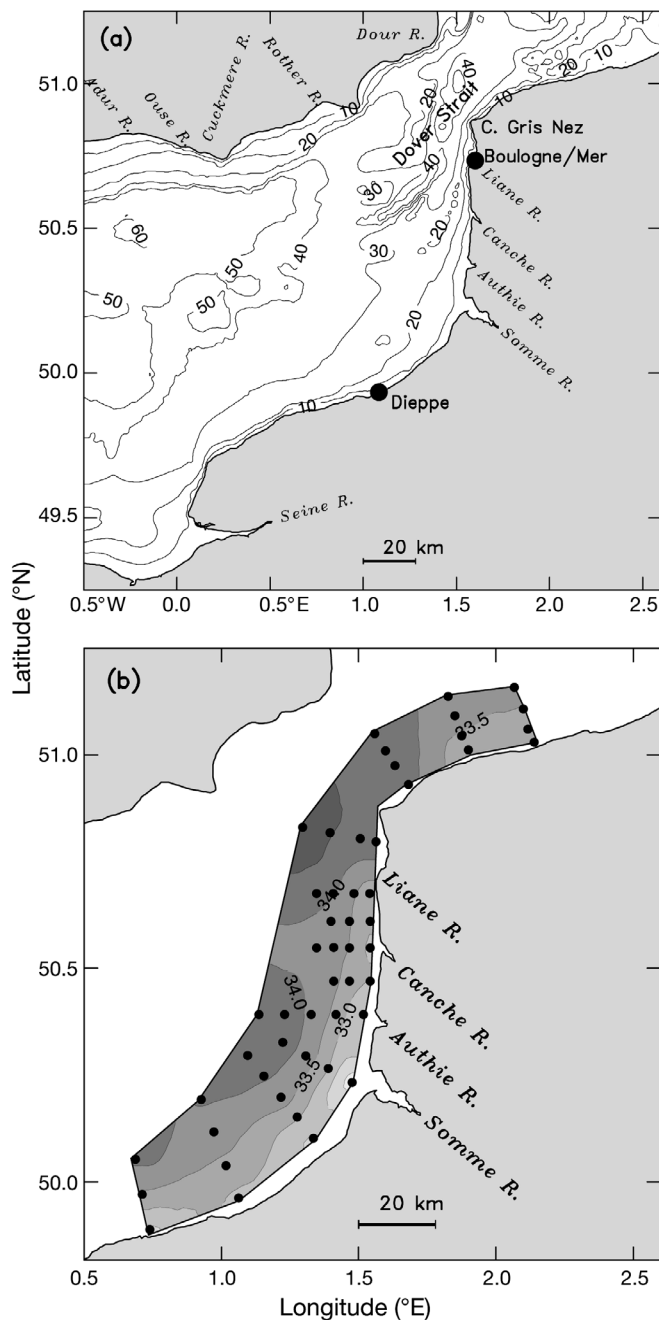 (a)
Dour R.
Rother R.
Cuckmere R.
Ouse R.
Adur R.
51.0
50.5
50.0
49.5
10
20
40
20
10
20
10
20
40
Dover Strait
C. Gris Nez
Boulogne/Mer
Liane R.
Canche R.
Authie R.
Somme R.
30
20
60
40
30
50
50
50
20
10
Dieppe
Seine R.
20 km
0.5°W
0.0
0.5°E
1.0
1.5
2.0
2.5
Latitude (°N)
(b)
33.5
51.0
34.0
Liane R.
50.5
34.0
33.0
Canche R.
33.5
Authie R.
Somme R.
50.0
20 km
0.5
1.0
1.5
2.0
2.5
Longitude (°E)